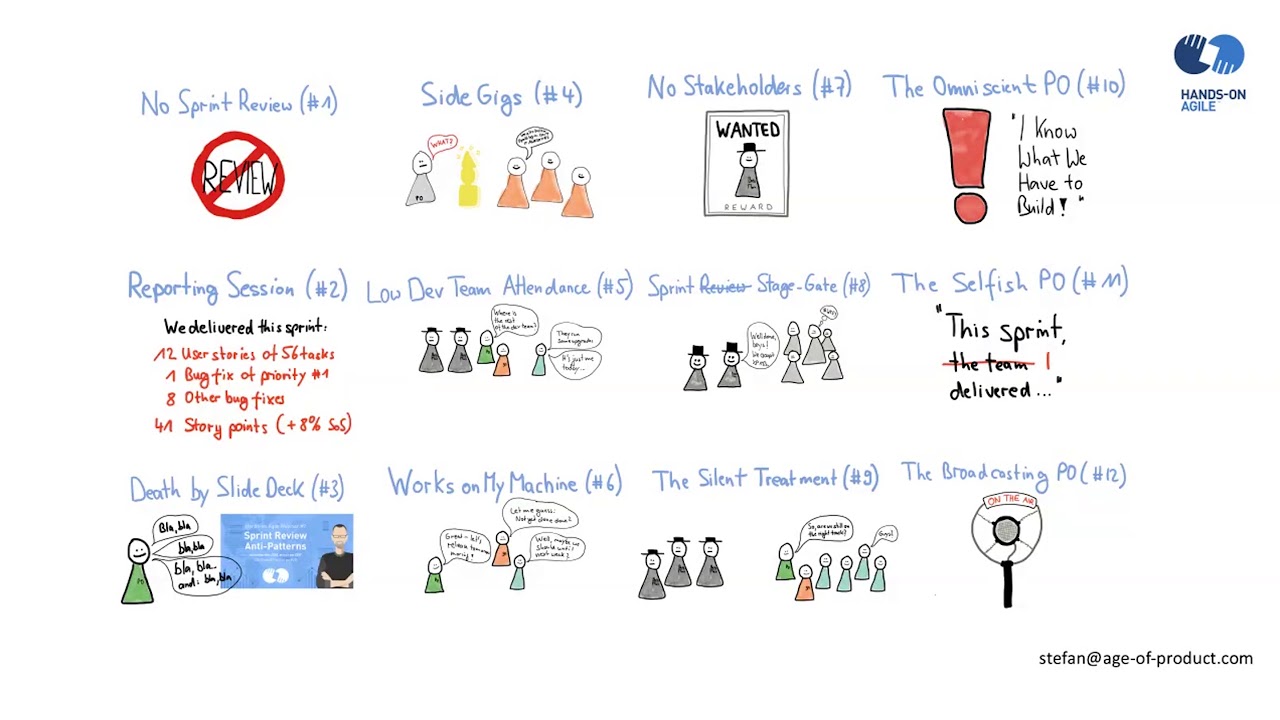 HANDS-ON
AGILE
No Sprint Review (#1)
REVIEW
Side Gigs (#4)
WHAT?
PO
No Stakeholders (#7)
WANTED
REWARD
The Omniscient PO (#10)
"I Know
What We
Have to
Build! "
Reporting Session (#2)
We delivered this sprint:
12 User stories of 56 tasks
1 Bug fix of priority #1
8 Other bug fixes
41 Story points (+8% SoS)
Low Dev Team Attendance (#5)
Where is
the rest
of the dev team?
They run
some upgrades
It's just me
today...
Sprint Review Stage-Gate (#8)
Well done,
boys!
We accept
The Selfish PO (#11)
"This sprint,
the team I
delivered ..."
Death by Slide Deck (#3)
Bla, bla
bla, bla
bla, bla..
and: bla, bla
PO
Sprint Review
Anti-Patterns
Works on My Machine (#6)
Let me guess:
Not yet done done?
Great - let's
release tomorrow
morning!
Well, maybe we
should wait until
next week?
The Silent Treatment (#9)
So, are we still on
the right track?
Guys?
The Broadcasting PO (#12)
ON THE AIR
stefan@age-of-product.com